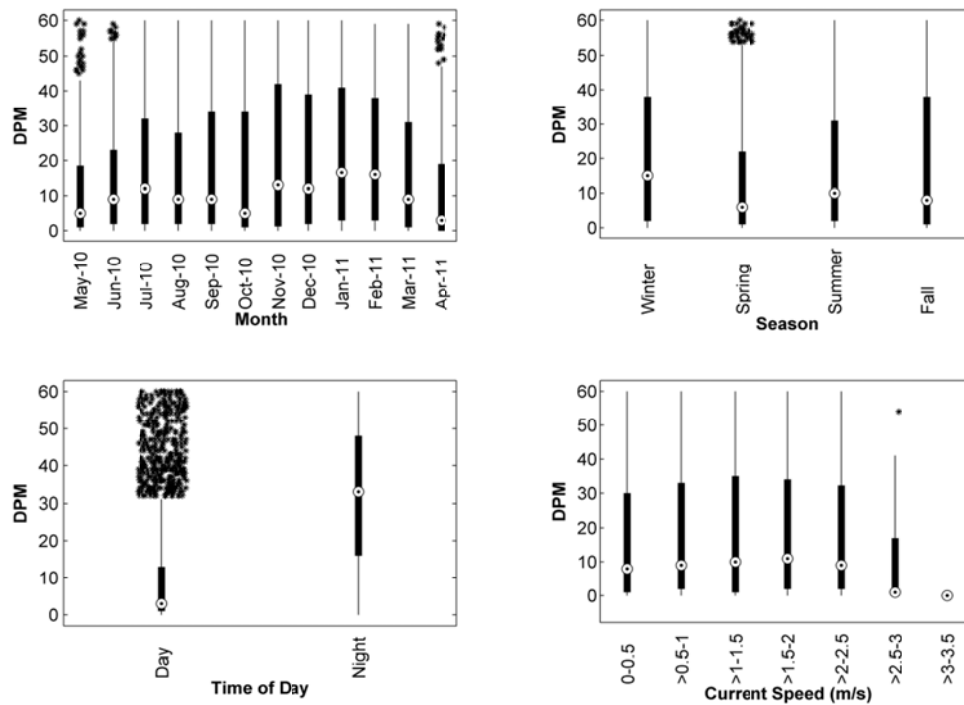 60
50
40
30
20
10
0
DPM
May-10
Jun-10
Jul-10
Aug-10
Sep-10
Oct-10
Nov-10
Dec-10
Jan-11
Feb-11
Mar-11
Apr-11
Month
60
50
40
30
20
10
0
DPM
Winter
Spring
Summer
Fall
Season
60
50
40
30
20
10
0
DPM
Day
Night
Time of Day
60
50
40
30
20
10
0
DPM
0-0.5
>0.5-1
>1-1.5
>1.5-2
>2-2.5
>2.5-3
>3-3.5
Current Speed (m/s)